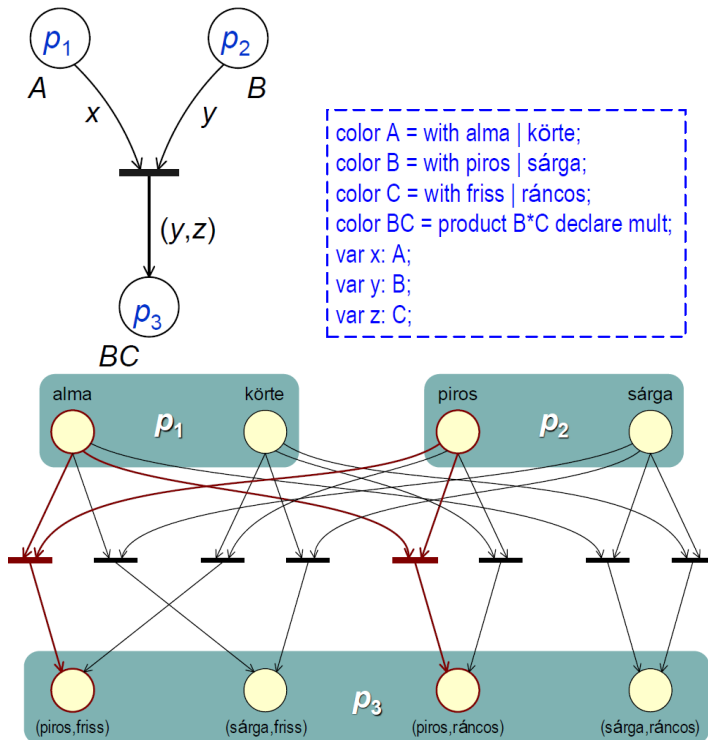 p1
p2
A
B
x
y
(y,z)
p3
BC
color A = with alma | körte;
color B = with piros | sárga;
color C = with friss | ráncos;
color BC = product B*C declare mult;
var x: A;
var y: B;
var z: C;
alma
körte
piros
sárga
p1
p2
p3
(piros,friss)
(sárga,friss)
(piros,ráncos)
(sárga,ráncos)